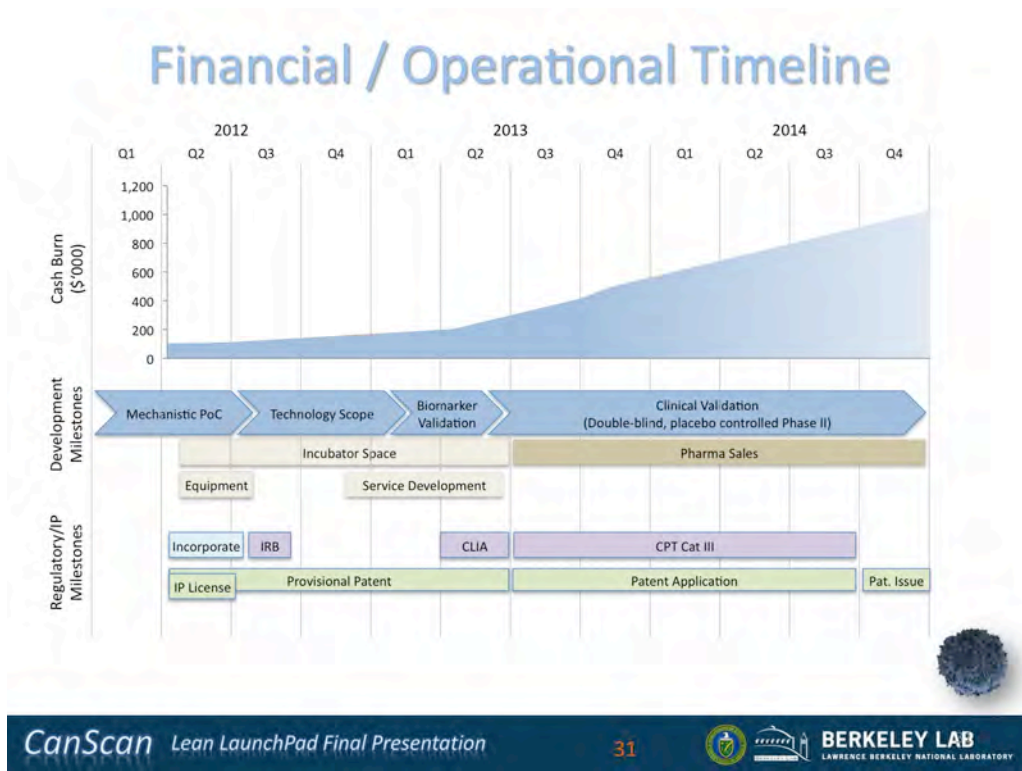 Financial / Operational Timeline
2012 2013 2014
Q1 Q2 Q3 Q4 Q1 Q2 Q3 Q4 Q1 Q2 Q3 Q4
Cash Burn
($'000)
1,200
1,000
800
600
400
200
0
Development
Milestones
Mechanistic PoC
Technology Scope
Biomarker
Validation
Clinical Validation
(Double-blind, placebo controlled Phase II)
Incubator Space
Pharma Sales
Equipment
Service Development
Regulatory/IP
Milestones
Incorporate
IRB
CLIA
CPT Cat III
IP License
Provisional Patent
Patent Application
Pat. Issue
CanScan Lean LaunchPad Final Presentation
31
BERKELEY LAB
LAWRENCE BERKELEY NATIONAL LABORATORY